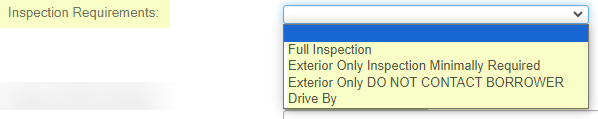 Inspection Requirements:
Full Inspection
Exterior Only Inspection Minimally Required
Exterior Only DO NOT CONTACT BORROWER
Drive By